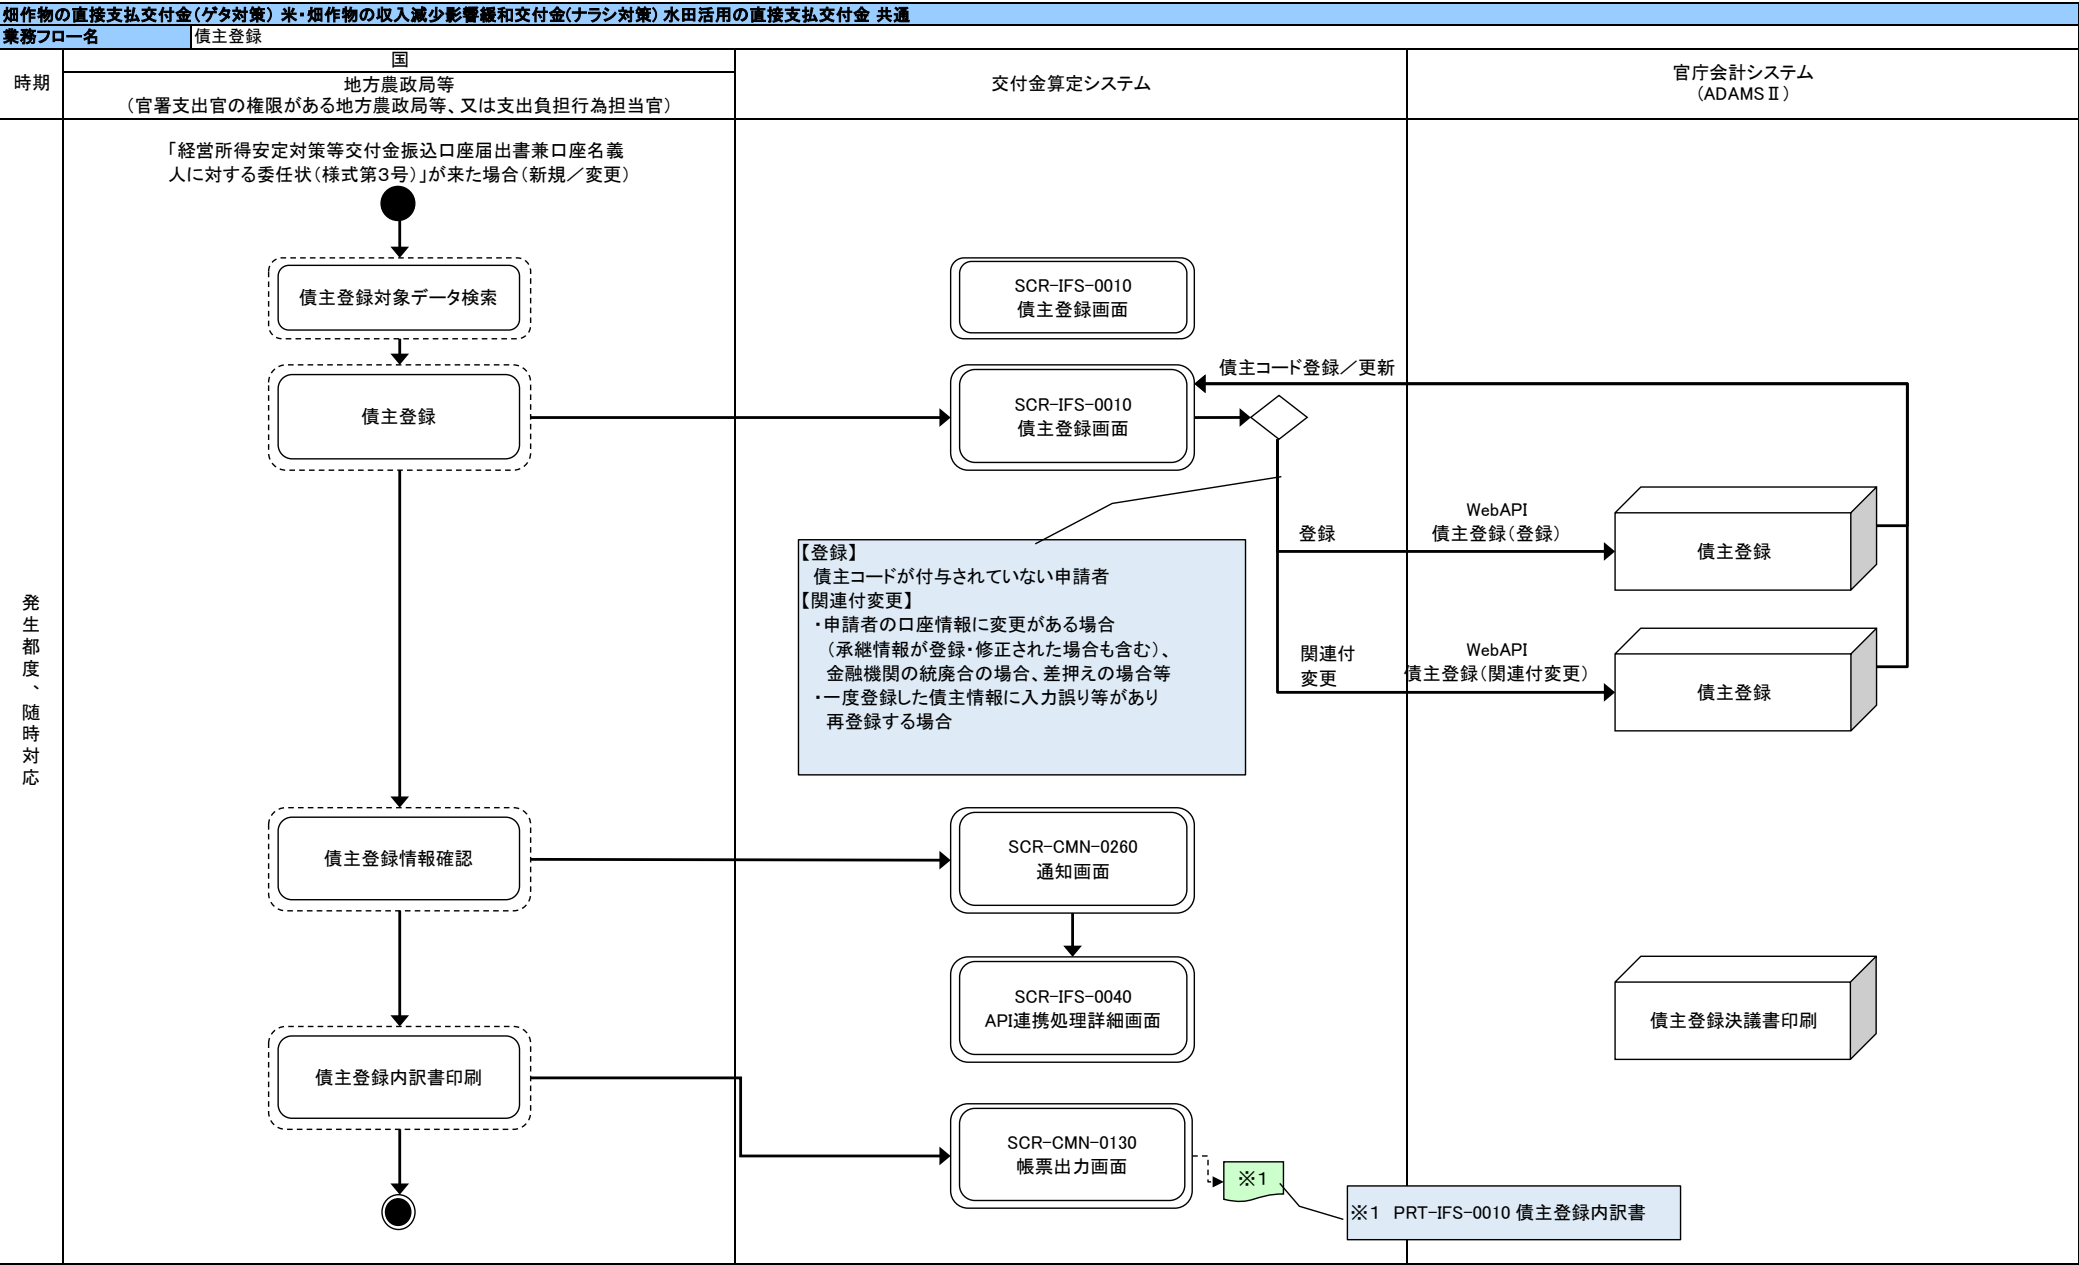 畑作物の直接支払交付金（ゲタ対策） 米・畑作物の収入減少影響緩和交付金(ナラシ対策) 水田活用の直接支払交付金 共通
業務フロー名
債主登録
時期
国
地方農政局等
（官署支出官の権限がある地方農政局等、又は支出負担行為担当官）
交付金算定システム
官庁会計システム
（ADAMSⅡ）
発生都度、随時対応
「経営所得安定対策等交付金振込口座届出書兼口座名義
人に対する委任状（様式第３号）」が来た場合（新規／変更）
債主登録対象データ検索
SCR-IFS-0010
債主登録画面
債主コード登録／更新
債主登録
SCR-IFS-0010
債主登録画面
登録
WebAPI
債主登録（登録）
債主登録
【登録】
債主コードが付与されていない申請者
【関連付変更】
・申請者の口座情報に変更がある場合
（承継情報が登録・修正された場合も含む）、
金融機関の統廃合の場合、差押えの場合等
・一度登録した債主情報に入力誤り等があり
再登録する場合
関連付
変更
WebAPI
債主登録（関連付変更）
債主登録
債主登録情報確認
SCR-CMN-0260
通知画面
SCR-IFS-0040
API連携処理詳細画面
債主登録決議書印刷
債主登録内訳書印刷
SCR-CMN-0130
帳票出力画面
※1
※1 PRT-IFS-0010 債主登録内訳書